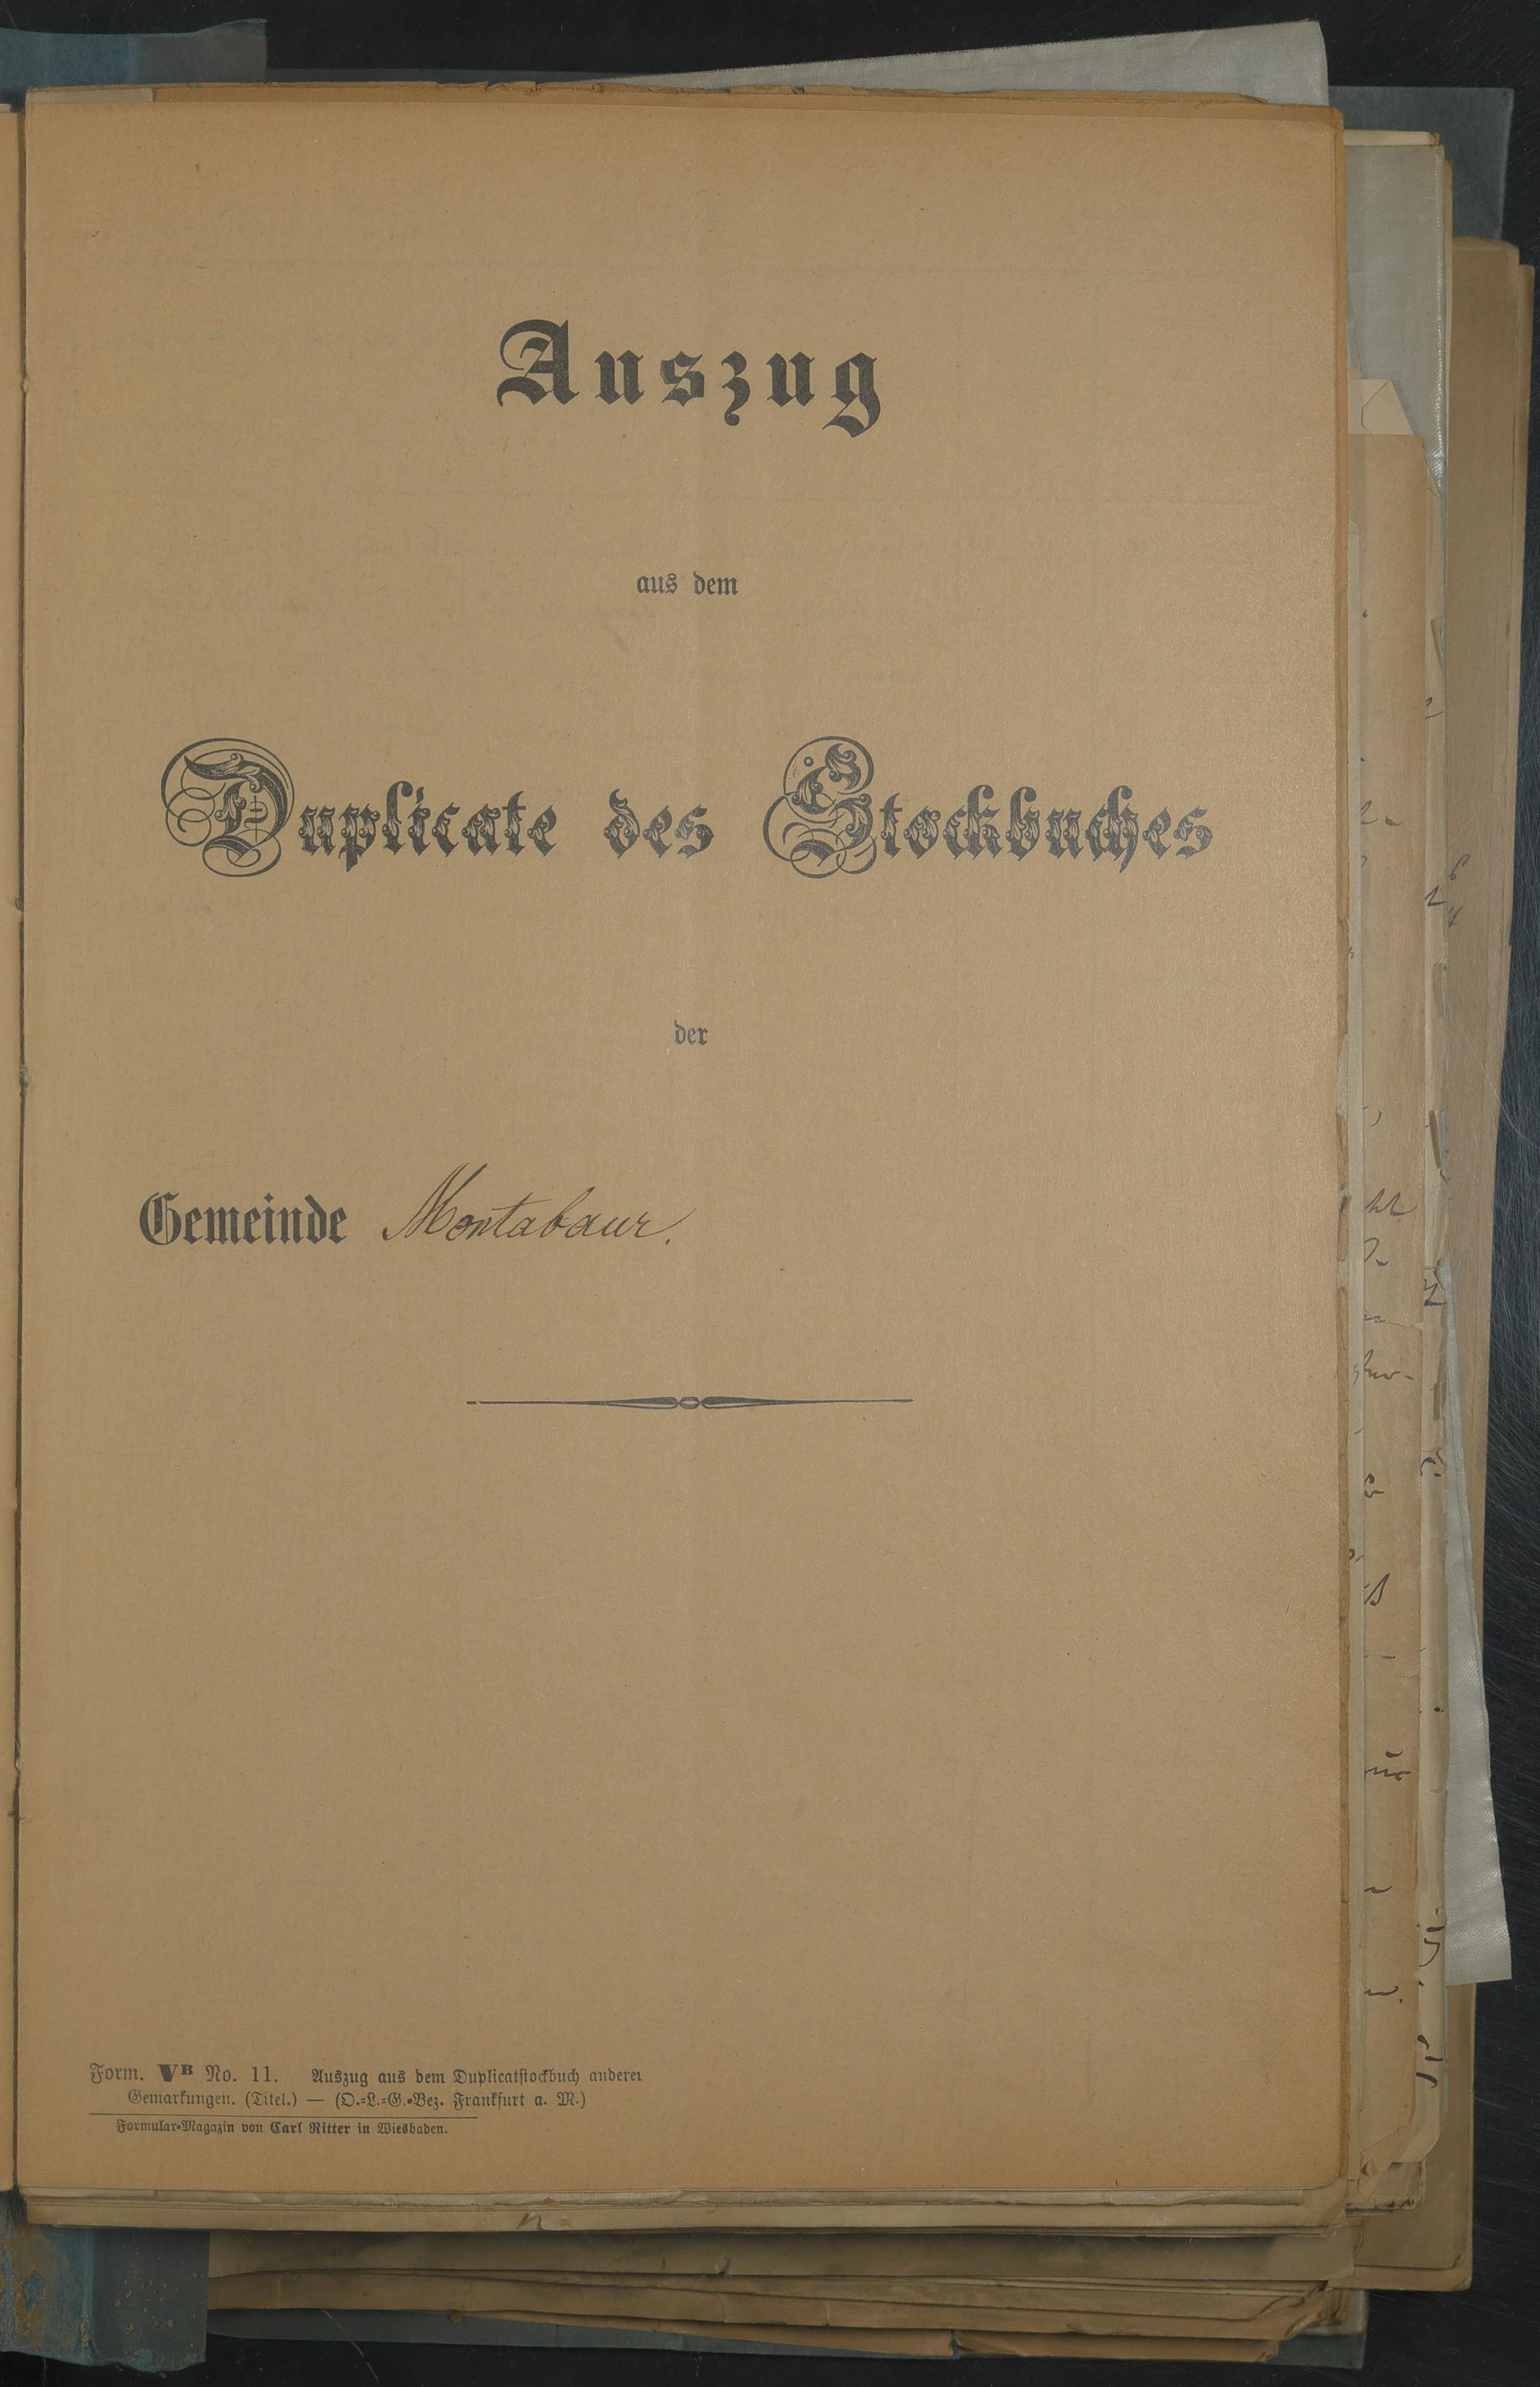 Auszug
aus dem
Duplicate des Stockbuches
der
Gemeinde Montabaur.
Form. VB No. 11. Auszug aus dem Duplicatstockbuch anderer
Gemarkungen. (Titel.) — (O.-L.-G.-Bez. Frankfurt a. M.)
Formular-Magazin von Carl Ritter in Wiesbaden.